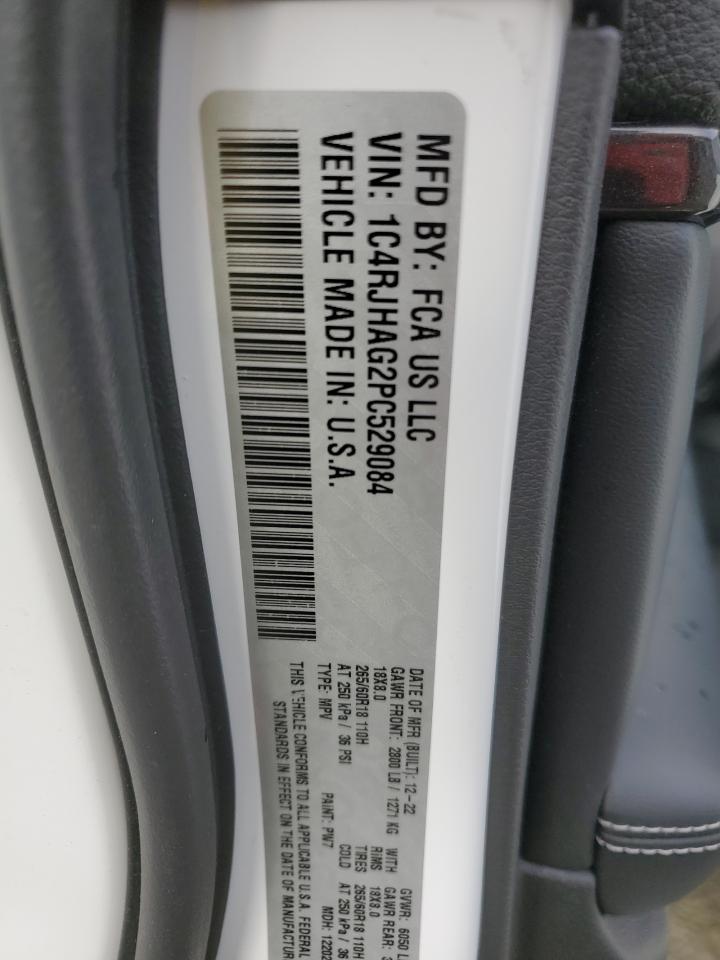 MFD BY: FCA US LLC
VIN: 1C4RJHAG2PC529084
VEHICLE MADE IN: U.S.A.
DATE OF MFR (BUILT): 12-22 GVWR: 6050 L
GAWR FRONT: 2800 LB / 1271 KG WITH GAWR REAR:
18X8.0 RIMS 18X8.0
265/60R18 110H TIRES 265/60R18 110H
AT 250 kPa / 36 PSI COLD AT 250 kPa / 36
TYPE: MPV PAINT: PW7 MDH: 1220
THIS VEHICLE CONFORMS TO ALL APPLICABLE U.S.A. FEDERAL
STANDARDS IN EFFECT ON THE DATE OF MANUFACTUR